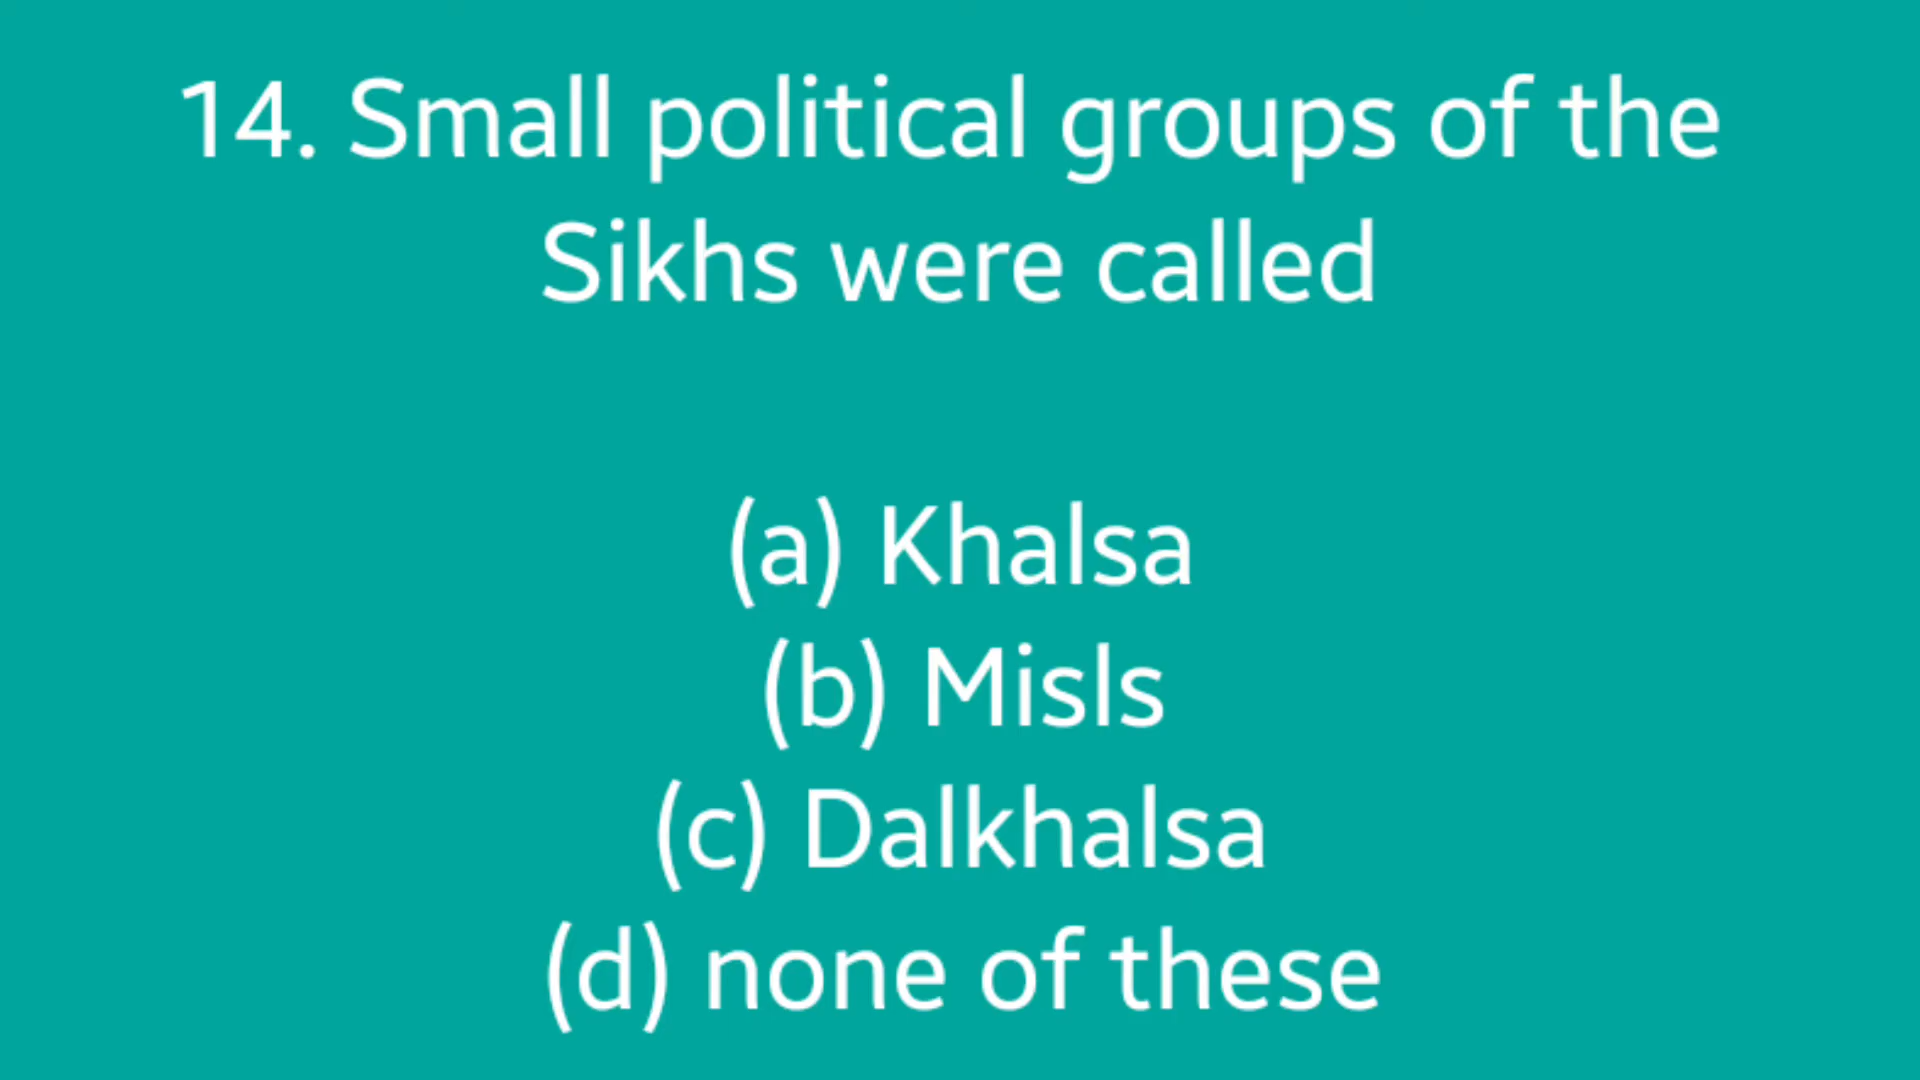 14. Small political groups of the
Sikhs were called
(a) Khalsa
(b) Misls
(c) Dalkhalsa
(d) none of these